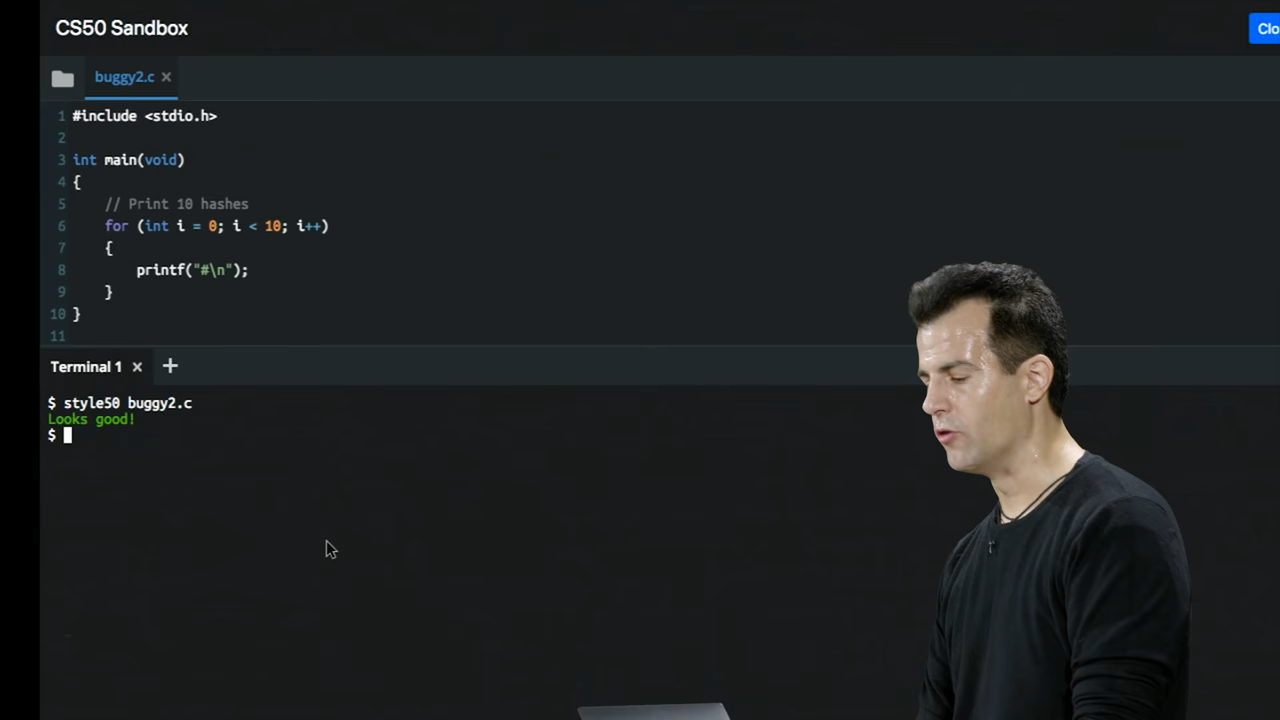 CS50 Sandbox
Clo
buggy2.c ×
1 #include <stdio.h>
2
3 int main(void)
4 {
5     // Print 10 hashes
6     for (int i = 0; i < 10; i++)
7     {
8         printf("#\n");
9     }
10 }
11
Terminal 1 × +
$ style50 buggy2.c
Looks good!
$